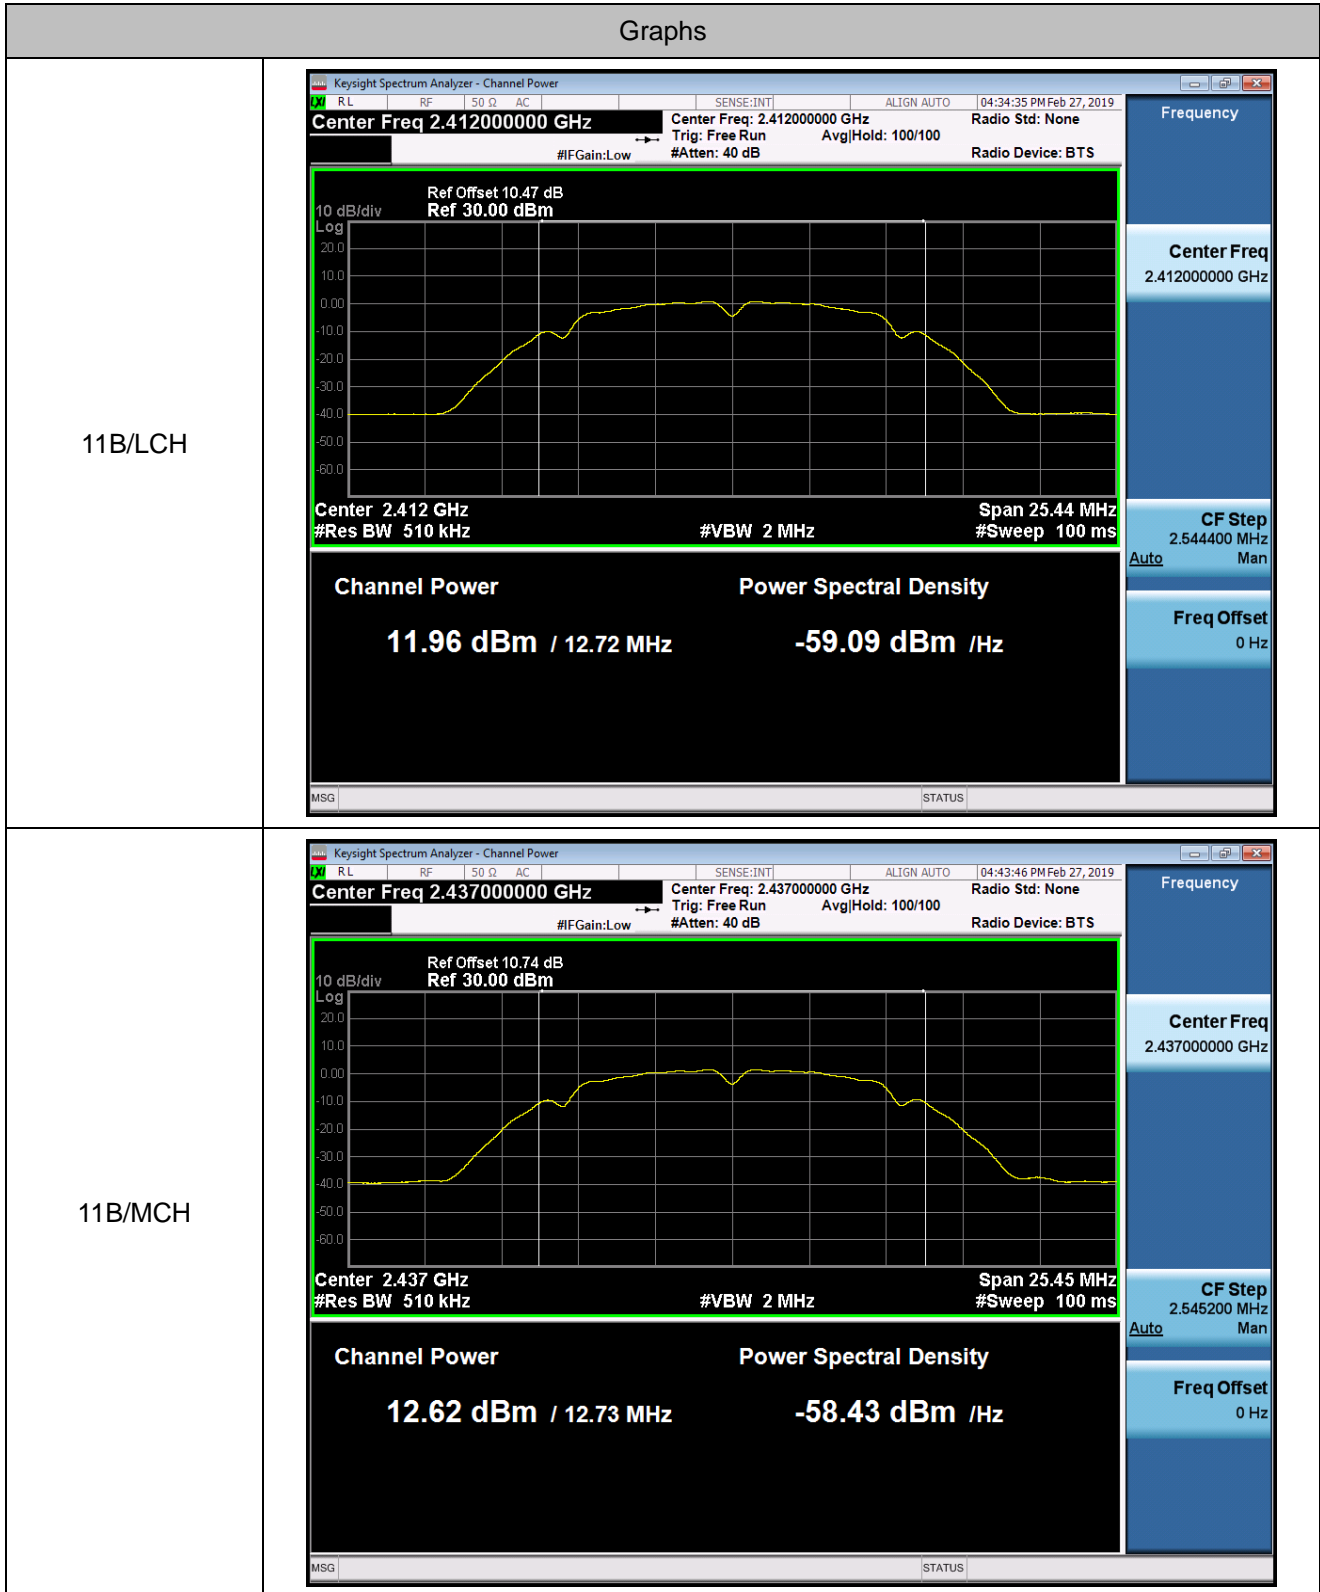 Graphs
11B/LCH
Keysight Spectrum Analyzer - Channel Power
LXI RL RF 50 Ω AC SENSE:INT ALIGN AUTO 04:34:35 PM Feb 27, 2019
Center Freq 2.412000000 GHz
#IFGain:Low
Center Freq: 2.412000000 GHz
Trig: Free Run Avg|Hold: 100/100
#Atten: 40 dB
Radio Std: None
Radio Device: BTS
Ref Offset 10.47 dB
10 dB/div Ref 30.00 dBm
Log
20.0
10.0
0.00
-10.0
-20.0
-30.0
-40.0
-50.0
-60.0
Center 2.412 GHz Span 25.44 MHz
#Res BW 510 kHz #VBW 2 MHz #Sweep 100 ms
Channel Power Power Spectral Density
11.96 dBm / 12.72 MHz -59.09 dBm /Hz
MSG STATUS
Frequency
Center Freq
2.412000000 GHz
CF Step
2.544400 MHz
Auto Man
Freq Offset
0 Hz
11B/MCH
Keysight Spectrum Analyzer - Channel Power
LXI RL RF 50 Ω AC SENSE:INT ALIGN AUTO 04:43:46 PM Feb 27, 2019
Center Freq 2.437000000 GHz
#IFGain:Low
Center Freq: 2.437000000 GHz
Trig: Free Run Avg|Hold: 100/100
#Atten: 40 dB
Radio Std: None
Radio Device: BTS
Ref Offset 10.74 dB
10 dB/div Ref 30.00 dBm
Log
20.0
10.0
0.00
-10.0
-20.0
-30.0
-40.0
-50.0
-60.0
Center 2.437 GHz Span 25.45 MHz
#Res BW 510 kHz #VBW 2 MHz #Sweep 100 ms
Channel Power Power Spectral Density
12.62 dBm / 12.73 MHz -58.43 dBm /Hz
MSG STATUS
Frequency
Center Freq
2.437000000 GHz
CF Step
2.545200 MHz
Auto Man
Freq Offset
0 Hz